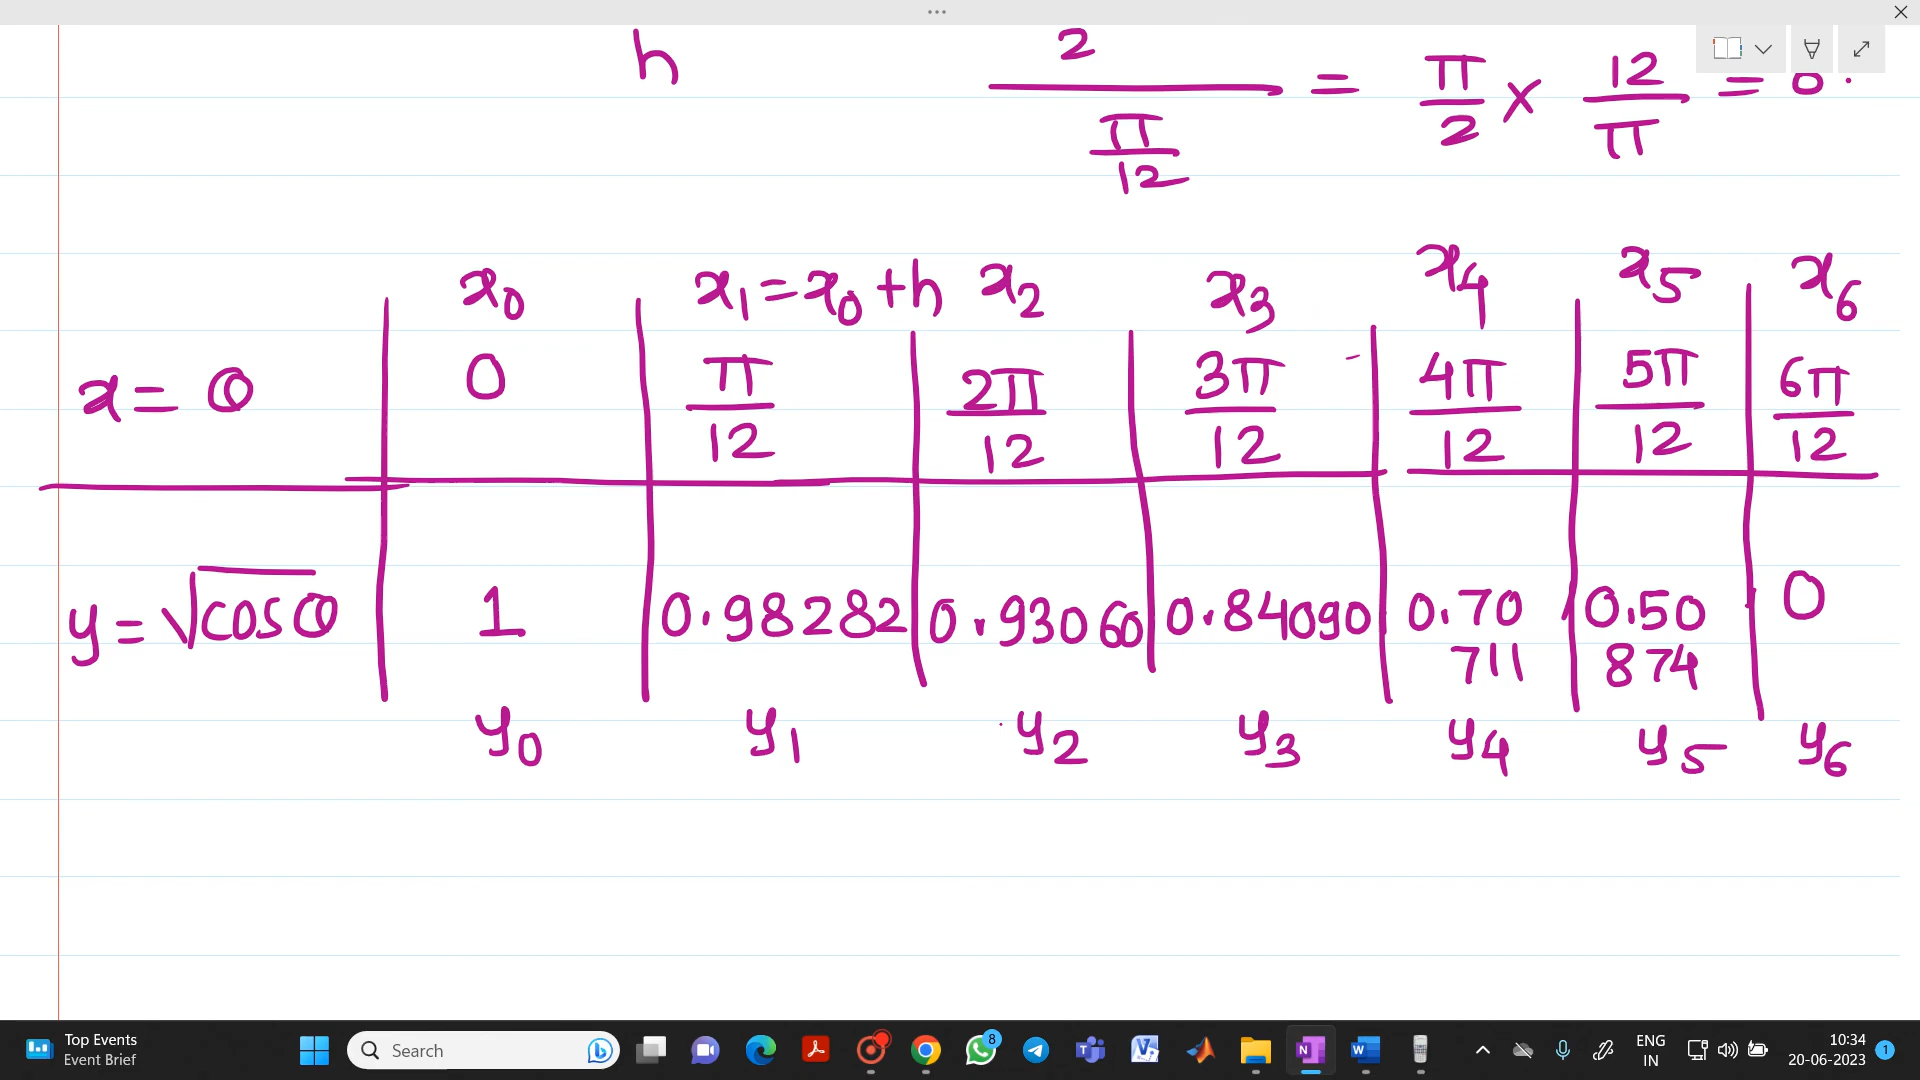 h 2/(π/12) = π/2 × 12/π = 6.
x0 x1 = x0 + h x2 x3 x4 x5 x6
x = θ 0 π/12 2π/12 3π/12 4π/12 5π/12 6π/12
y = √cosθ 1 0.98282 0.93060 0.84090 0.70711 0.50874 0
y0 y1 y2 y3 y4 y5 y6
Top Events
Event Brief
Search
8
ENG
IN
10:34
20-06-2023
1